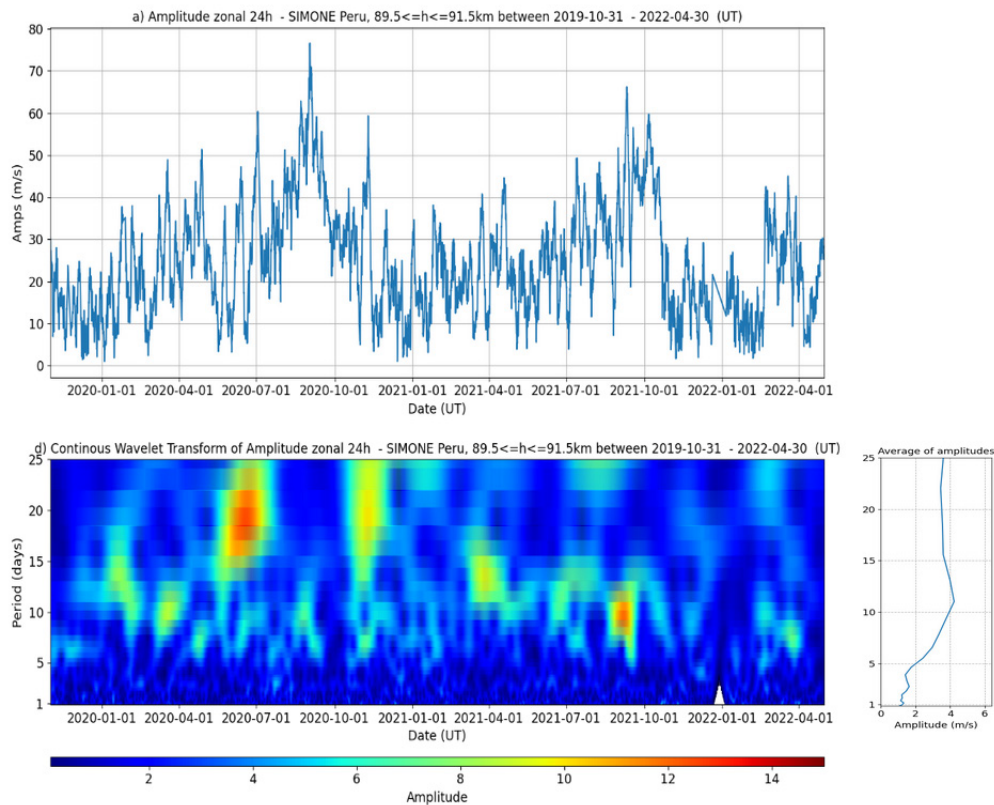 a) Amplitude zonal 24h - SIMONE Peru, 89.5<=h<=91.5km between 2019-10-31 - 2022-04-30 (UT)
80
70
60
50
40
30
20
10
0
Amps (m/s)
2020-01-01 2020-04-01 2020-07-01 2020-10-01 2021-01-01 2021-04-01 2021-07-01 2021-10-01 2022-01-01 2022-04-01
Date (UT)
d) Continous Wavelet Transform of Amplitude zonal 24h - SIMONE Peru, 89.5<=h<=91.5km between 2019-10-31 - 2022-04-30 (UT)
25
20
15
10
5
1
Period (days)
2020-01-01 2020-04-01 2020-07-01 2020-10-01 2021-01-01 2021-04-01 2021-07-01 2021-10-01 2022-01-01 2022-04-01
Date (UT)
Average of amplitudes
25
20
15
10
5
1
0 2 4 6
Amplitude (m/s)
2 4 6 8 10 12 14
Amplitude